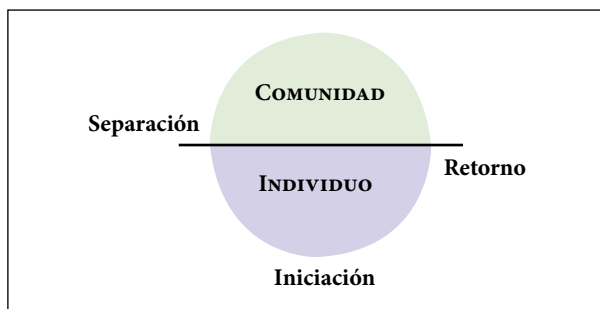 COMUNIDAD
Separación
Retorno
INDIVIDUO
Iniciación